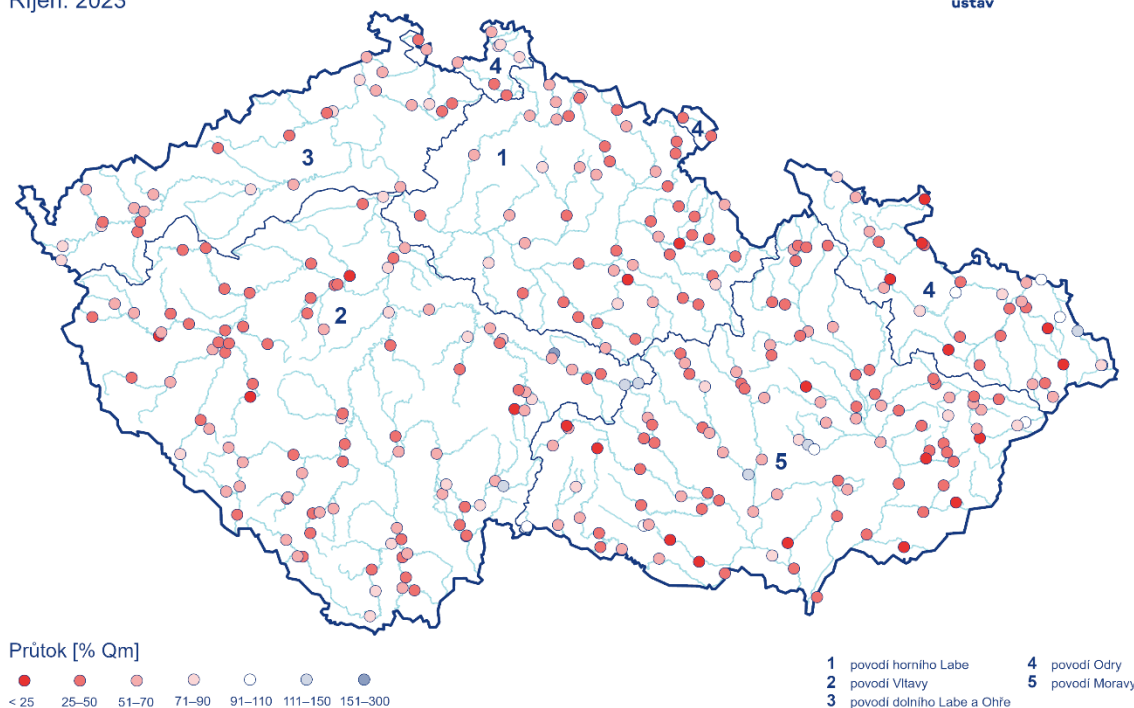 Říjen: 2023
ústav
4
4
3
1
4
2
5
Průtok [% Qm]
< 25 25–50 51–70 71–90 91–110 111–150 151–300
1 povodí horního Labe 4 povodí Odry
2 povodí Vltavy 5 povodí Moravy
3 povodí dolního Labe a Ohře